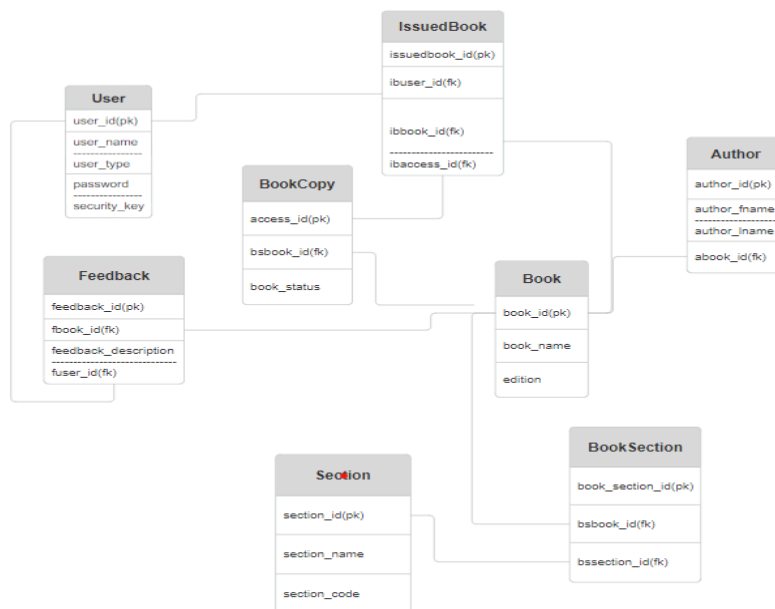 IssuedBook
issuedbook_id(pk)
ibuser_id(fk)
ibbook_id(fk)
ibaccess_id(fk)
User
user_id(pk)
user_name
user_type
password
security_key
Author
author_id(pk)
author_fname
author_lname
abook_id(fk)
BookCopy
access_id(pk)
bsbook_id(fk)
book_status
Feedback
feedback_id(pk)
fbook_id(fk)
feedback_description
fuser_id(fk)
Book
book_id(pk)
book_name
edition
BookSection
book_section_id(pk)
bsbook_id(fk)
bssection_id(fk)
Section
section_id(pk)
section_name
section_code